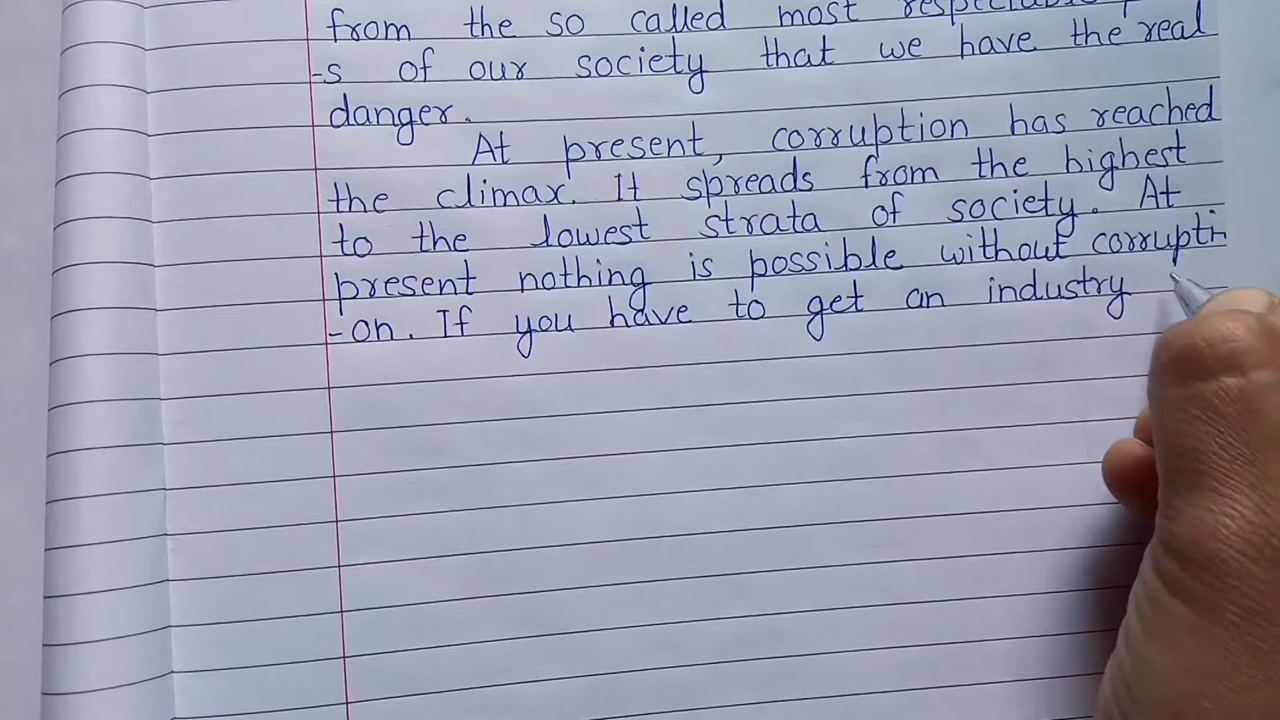 from the so called most
-s of our society that we have the real
danger.
At present, corruption has reached
the climax. It spreads from the highest
to the lowest strata of society. At
present nothing is possible without corrupti
-on. If you have to get an industry